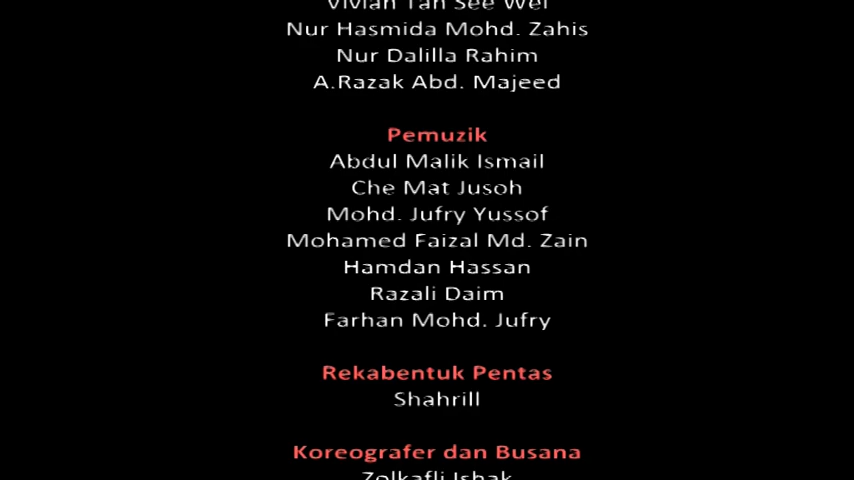 Vivian Tan See Wei
Nur Hasmida Mohd. Zahis
Nur Dalilla Rahim
A.Razak Abd. Majeed
Pemuzik
Abdul Malik Ismail
Che Mat Jusoh
Mohd. Jufry Yussof
Mohamed Faizal Md. Zain
Hamdan Hassan
Razali Daim
Farhan Mohd. Jufry
Rekabentuk Pentas
Shahrill
Koreografer dan Busana
Zolkafli Ishak